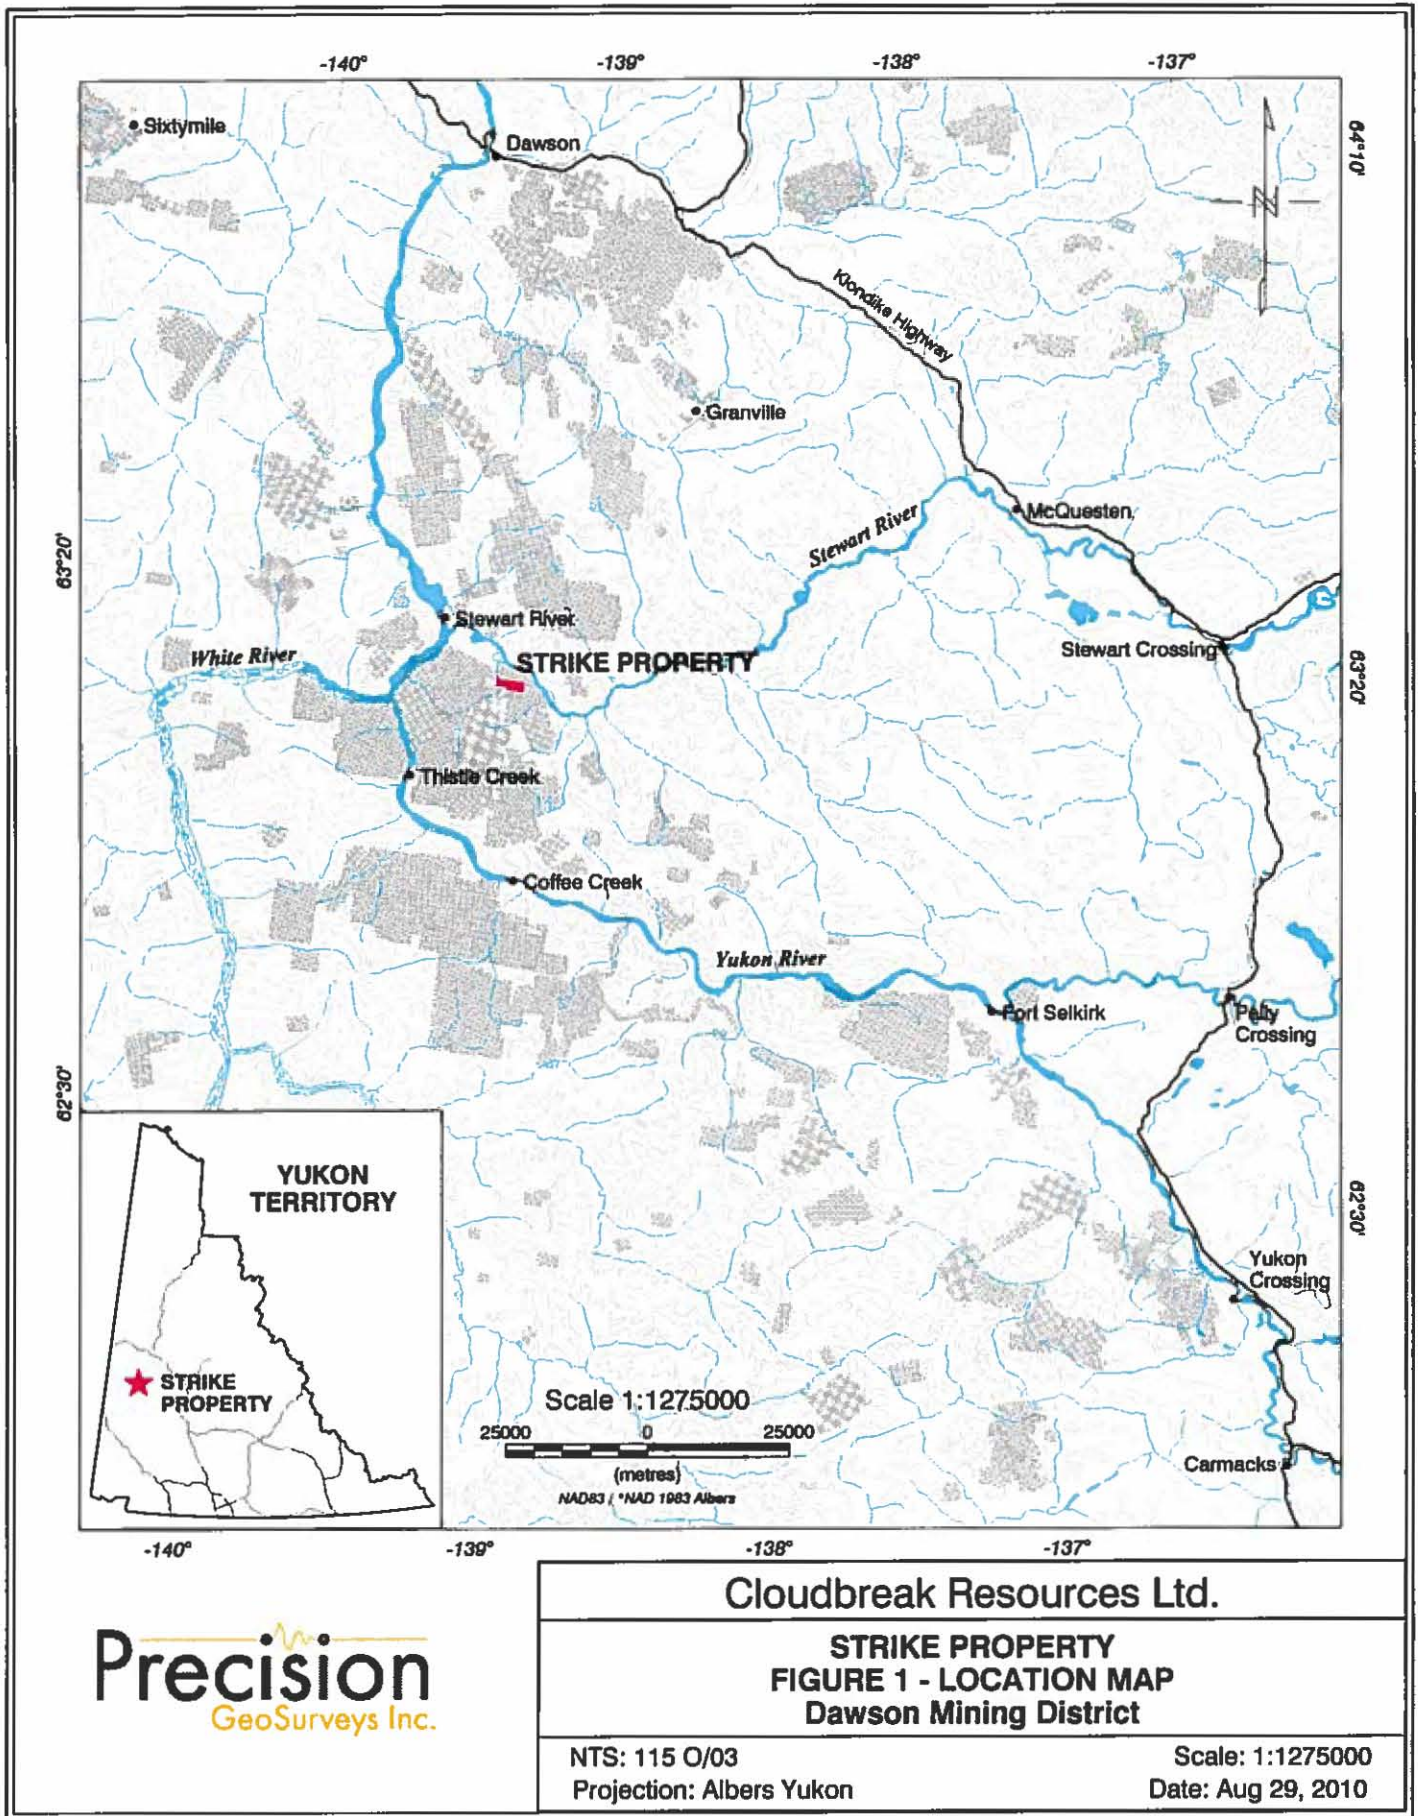 -140°
-139°
-138°
-137°
Sixtymile
Dawson
64°10'
Klondike Highway
Granville
McQuesten
Stewart River
63°20'
Stewart River
White River
STRIKE PROPERTY
Stewart Crossing
63°20'
Thistle Creek
Coffee Creek
Yukon River
Fort Selkirk
Pelly
Crossing
62°30'
YUKON
TERRITORY
62°30'
Yukon
Crossing
STRIKE
PROPERTY
Scale 1:1275000
25000
0
25000
(metres)
NAD83 / *NAD 1983 Albers
Carmacks
-140°
-139°
-138°
-137°
Precision
GeoSurveys Inc.
Cloudbreak Resources Ltd.
STRIKE PROPERTY
FIGURE 1 - LOCATION MAP
Dawson Mining District
NTS: 115 O/03
Scale: 1:1275000
Projection: Albers Yukon
Date: Aug 29, 2010